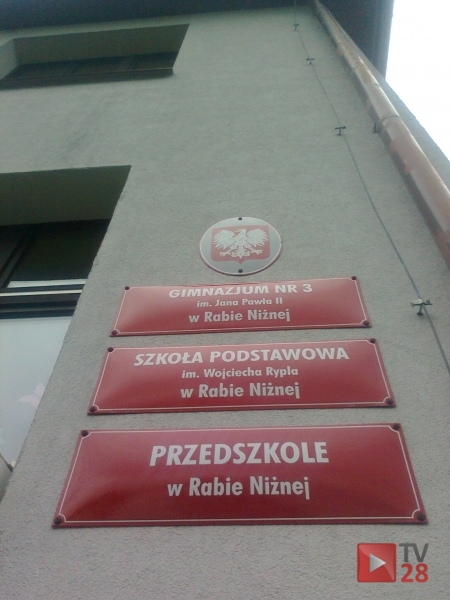 GIMNAZJUM NR 3
im. Jana Pawła II
w Rabie Niżnej
SZKOŁA PODSTAWOWA
im. Wojciecha Rypla
w Rabie Niżnej
PRZEDSZKOLE
w Rabie Niżnej
TV
28